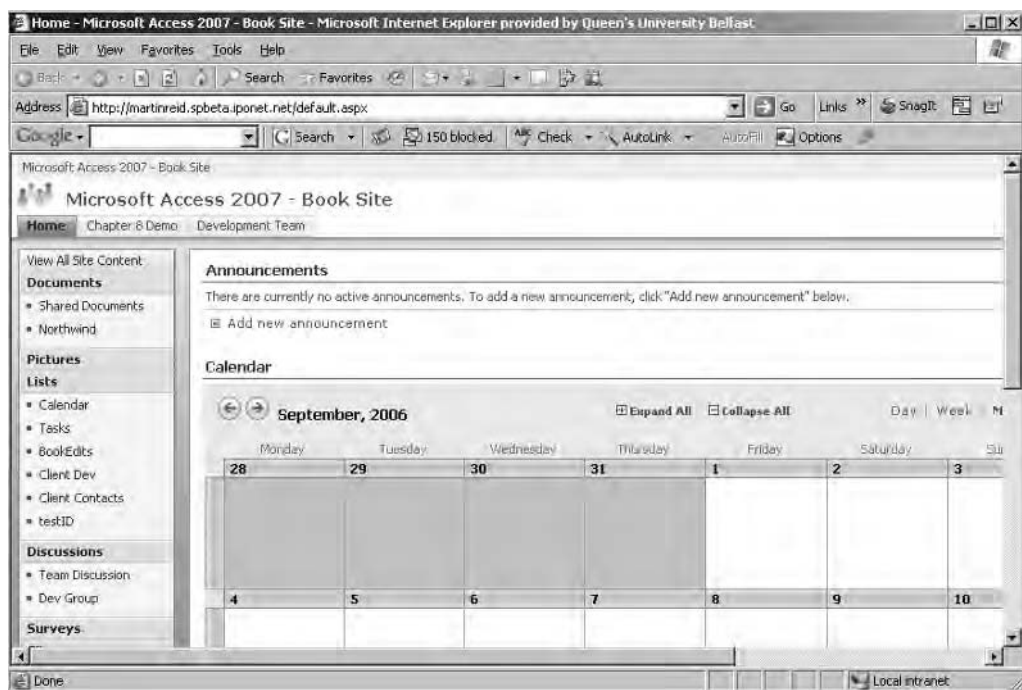 Home - Microsoft Access 2007 - Book Site - Microsoft Internet Explorer provided by Queen's University Belfast
File Edit View Favorites Tools Help
Back Search Favorites
Address http://martinreid.spbeta.iponet.net/default.aspx Go Links » SnagIt
Google Search 150 blocked Check AutoLink AutoFill Options
Microsoft Access 2007 - Book Site
Microsoft Access 2007 - Book Site
Home Chapter 8 Demo Development Team
View All Site Content
Documents
Shared Documents
Northwind
Pictures
Lists
Calendar
Tasks
BookEdits
Client Dev
Client Contacts
testID
Discussions
Team Discussion
Dev Group
Surveys
Announcements
There are currently no active announcements. To add a new announcement, click "Add new announcement" below.
Add new announcement
Calendar
September, 2006 Expand All Collapse All Day | Week M
Monday Tuesday Wednesday Thursday Friday Saturday Su
28 29 30 31 1 2 3
4 5 6 7 8 9 10
Done Local intranet